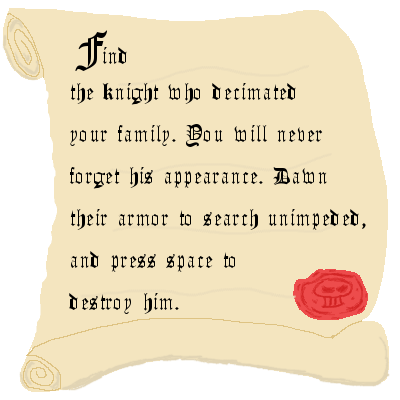 Find
the knight who decimated
your family. You will never
forget his appearance. Dawn
their armor to search unimpeded,
and press space to
destroy him.